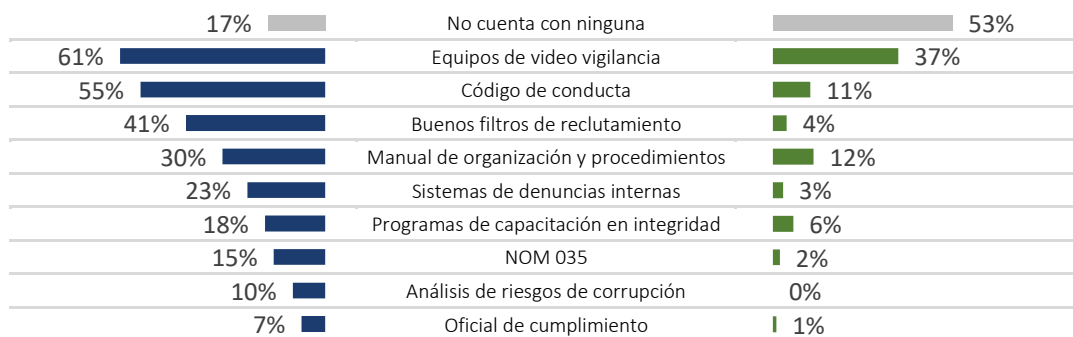 17% No cuenta con ninguna 53%
61% Equipos de video vigilancia 37%
55% Código de conducta 11%
41% Buenos filtros de reclutamiento 4%
30% Manual de organización y procedimientos 12%
23% Sistemas de denuncias internas 3%
18% Programas de capacitación en integridad 6%
15% NOM 035 2%
10% Análisis de riesgos de corrupción 0%
7% Oficial de cumplimiento 1%